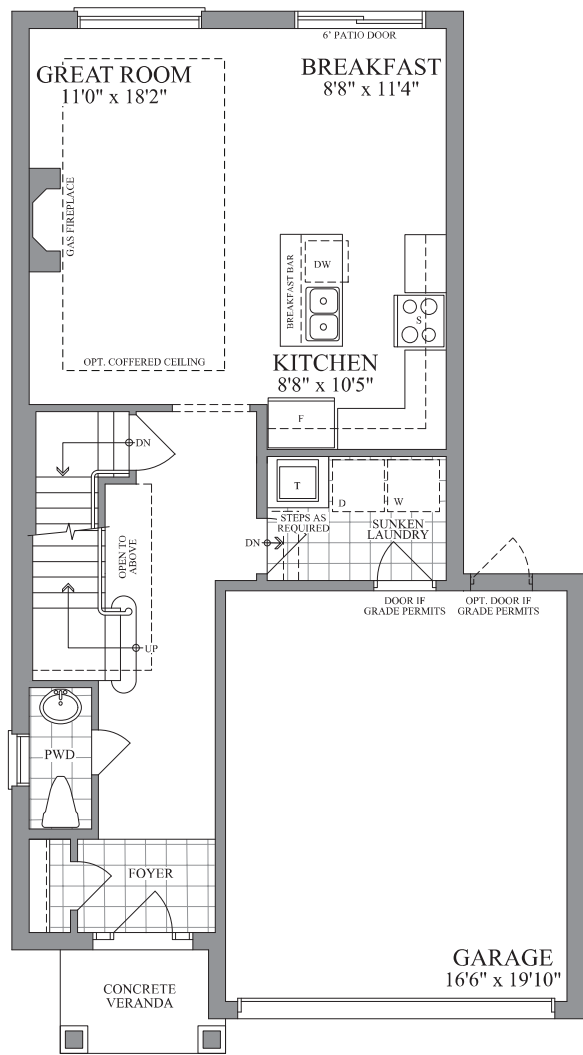 6' PATIO DOOR
GREAT ROOM
11'0" x 18'2"
BREAKFAST
8'8" x 11'4"
GAS FIREPLACE
BREAKFAST BAR
DW
S
OPT. COFFERED CEILING
KITCHEN
8'8" x 10'5"
F
DN
T
D
W
STEPS AS
REQUIRED
SUNKEN
LAUNDRY
DN
OPEN TO
ABOVE
DOOR IF
GRADE PERMITS
OPT. DOOR IF
GRADE PERMITS
UP
PWD
FOYER
GARAGE
16'6" x 19'10"
CONCRETE
VERANDA